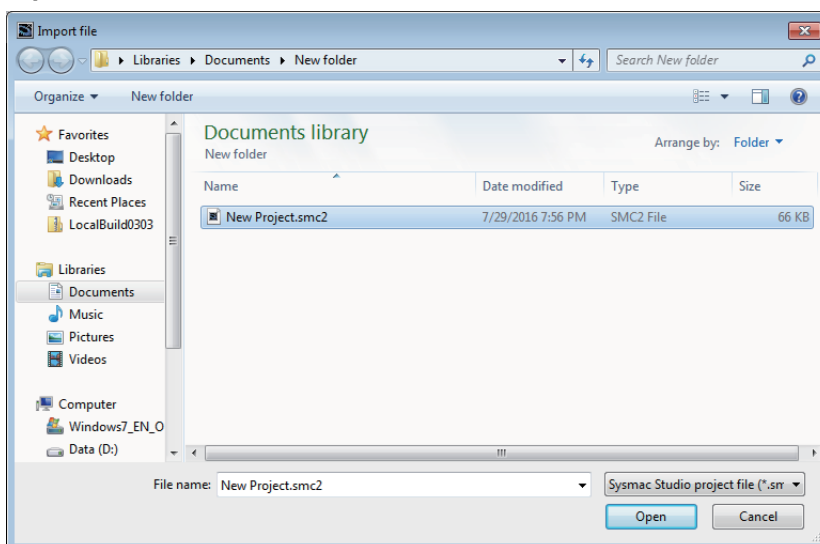 Import file
Libraries Documents New folder
Search New folder
Organize New folder
Favorites
Desktop
Downloads
Recent Places
LocalBuild0303
Libraries
Documents
Music
Pictures
Videos
Computer
Windows7_EN_O
Data (D:)
Documents library
New folder
Arrange by: Folder
Name Date modified Type Size
New Project.smc2 7/29/2016 7:56 PM SMC2 File 66 KB
File name: New Project.smc2
Sysmac Studio project file (*.sm
Open Cancel